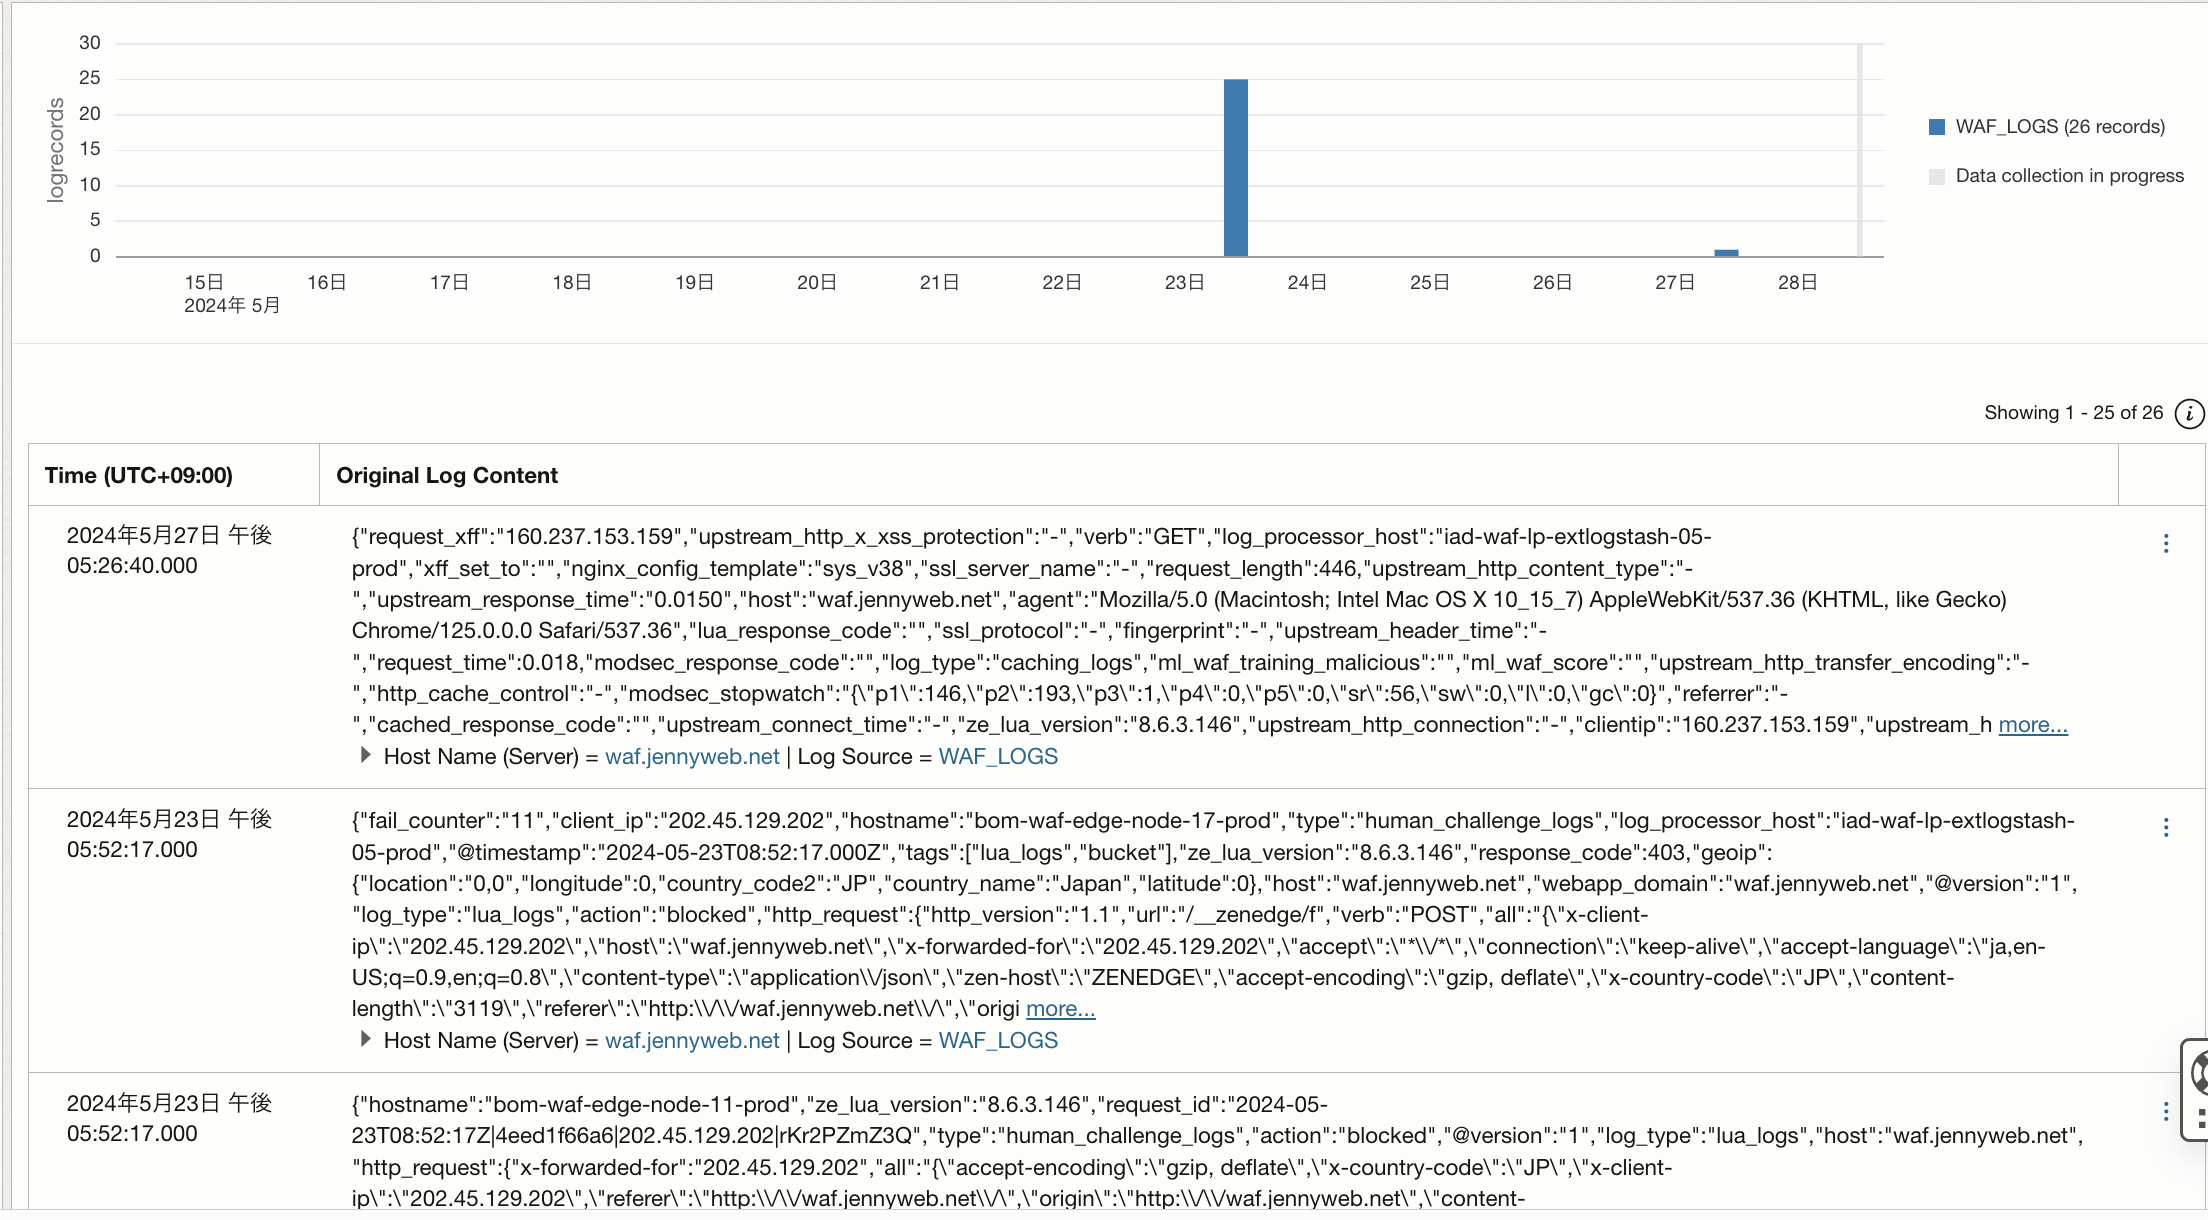 30
25
20
15
10
5
0
logrecords
15日
16日
17日
18日
19日
20日
21日
22日
23日
24日
25日
26日
27日
28日
2024年 5月
WAF_LOGS (26 records)
Data collection in progress
Showing 1 - 25 of 26
Time (UTC+09:00)
Original Log Content
2024年5月27日 午後
05:26:40.000
{"request_xff":"160.237.153.159","upstream_http_x_xss_protection":"-","verb":"GET","log_processor_host":"iad-waf-lp-extlogstash-05-
prod","xff_set_to":"","nginx_config_template":"sys_v38","ssl_server_name":"-","request_length":446,"upstream_http_content_type":"-
","upstream_response_time":"0.0150","host":"waf.jennyweb.net","agent":"Mozilla/5.0 (Macintosh; Intel Mac OS X 10_15_7) AppleWebKit/537.36 (KHTML, like Gecko)
Chrome/125.0.0.0 Safari/537.36","lua_response_code":"","ssl_protocol":"-","fingerprint":"-","upstream_header_time":"-
","request_time":0.018,"modsec_response_code":"","log_type":"caching_logs","ml_waf_training_malicious":"","ml_waf_score":"","upstream_http_transfer_encoding":"-
","http_cache_control":"-","modsec_stopwatch":"{\"p1\":146,\"p2\":193,\"p3\":1,\"p4\":0,\"p5\":0,\"sr\":56,\"sw\":0,\"l\":0,\"gc\":0}","referrer":"-
","cached_response_code":"","upstream_connect_time":"-","ze_lua_version":"8.6.3.146","upstream_http_connection":"-","clientip":"160.237.153.159","upstream_h more...
Host Name (Server) = waf.jennyweb.net | Log Source = WAF_LOGS
2024年5月23日 午後
05:52:17.000
{"fail_counter":"11","client_ip":"202.45.129.202","hostname":"bom-waf-edge-node-17-prod","type":"human_challenge_logs","log_processor_host":"iad-waf-lp-extlogstash-
05-prod","@timestamp":"2024-05-23T08:52:17.000Z","tags":["lua_logs","bucket"],"ze_lua_version":"8.6.3.146","response_code":403,"geoip":
{"location":"0,0","longitude":0,"country_code2":"JP","country_name":"Japan","latitude":0},"host":"waf.jennyweb.net","webapp_domain":"waf.jennyweb.net","@version":"1",
"log_type":"lua_logs","action":"blocked","http_request":{"http_version":"1.1","url":"/__zenedge/f","verb":"POST","all":"{\"x-client-
ip\":\"202.45.129.202\",\"host\":\"waf.jennyweb.net\",\"x-forwarded-for\":\"202.45.129.202\",\"accept\":\"*\\/*\",\"connection\":\"keep-alive\",\"accept-language\":\"ja,en-
US;q=0.9,en;q=0.8\",\"content-type\":\"application\\/json\",\"zen-host\":\"ZENEDGE\",\"accept-encoding\":\"gzip, deflate\",\"x-country-code\":\"JP\",\"content-
length\":\"3119\",\"referer\":\"http:\\/\\/waf.jennyweb.net\\/\",\"origi more...
Host Name (Server) = waf.jennyweb.net | Log Source = WAF_LOGS
2024年5月23日 午後
05:52:17.000
{"hostname":"bom-waf-edge-node-11-prod","ze_lua_version":"8.6.3.146","request_id":"2024-05-
23T08:52:17Z|4eed1f66a6|202.45.129.202|rKr2PZmZ3Q","type":"human_challenge_logs","action":"blocked","@version":"1","log_type":"lua_logs","host":"waf.jennyweb.net",
"http_request":{"x-forwarded-for":"202.45.129.202","all":"{\"accept-encoding\":\"gzip, deflate\",\"x-country-code\":\"JP\",\"x-client-
ip\":\"202.45.129.202\",\"referer\":\"http:\\/\\/waf.jennyweb.net\\/\",\"origin\":\"http:\\/\\/waf.jennyweb.net\",\"content-